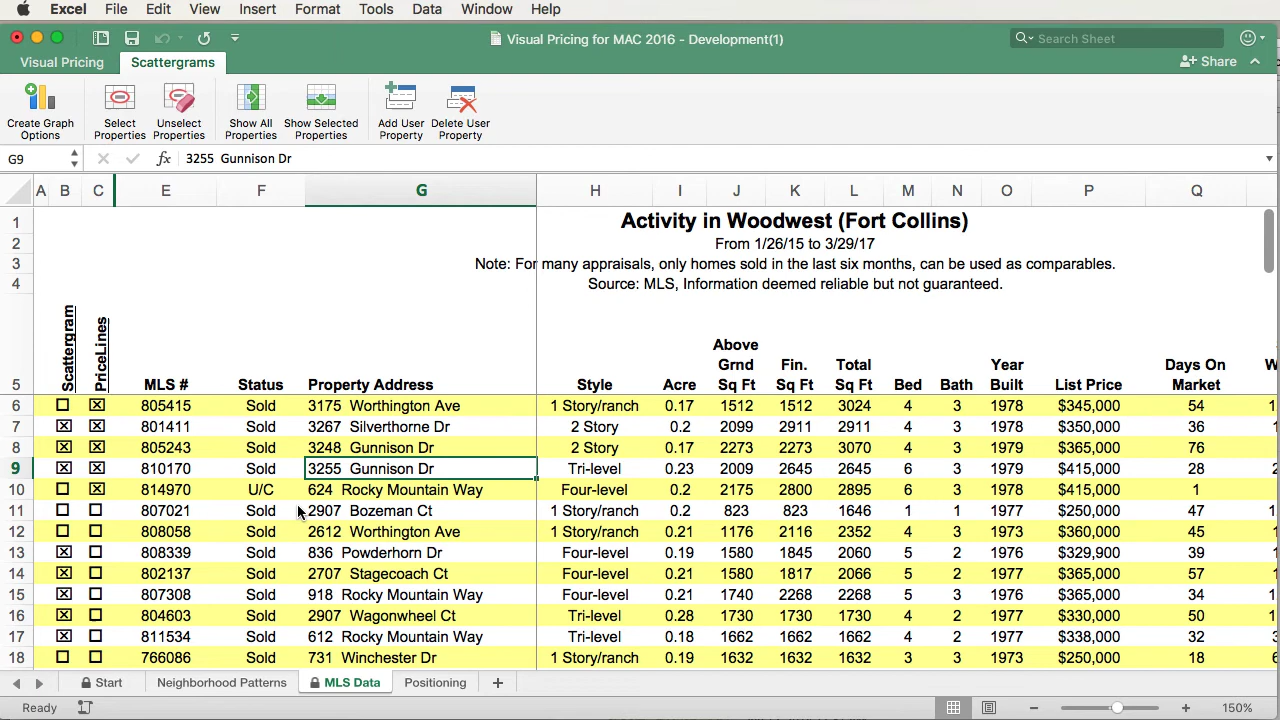 Excel File Edit View Insert Format Tools Data Window Help
Visual Pricing for MAC 2016 - Development(1)
Search Sheet
Visual Pricing Scattergrams
Share
Create Graph Options
Select Properties
Unselect Properties
Show All Properties
Show Selected Properties
Add User Property
Delete User Property
G9 fx 3255 Gunnison Dr
A B C E F G H I J K L M N O P Q
1 Activity in Woodwest (Fort Collins)
2 From 1/26/15 to 3/29/17
3 Note: For many appraisals, only homes sold in the last six months, can be used as comparables.
4 Source: MLS, Information deemed reliable but not guaranteed.
5 Scattergram PriceLines MLS # Status Property Address Style Acre Above Grnd Sq Ft Fin. Sq Ft Total Sq Ft Bed Bath Year Built List Price Days On Market W
6 805415 Sold 3175 Worthington Ave 1 Story/ranch 0.17 1512 1512 3024 4 3 1978 $345,000 54
7 801411 Sold 3267 Silverthorne Dr 2 Story 0.2 2099 2911 2911 4 3 1978 $350,000 36
8 805243 Sold 3248 Gunnison Dr 2 Story 0.17 2273 2273 3070 4 3 1979 $365,000 76
9 810170 Sold 3255 Gunnison Dr Tri-level 0.23 2009 2645 2645 6 3 1979 $415,000 28
10 814970 U/C 624 Rocky Mountain Way Four-level 0.2 2175 2800 2895 6 3 1978 $415,000 1
11 807021 Sold 2907 Bozeman Ct 1 Story/ranch 0.2 823 823 1646 1 1 1977 $250,000 47
12 808058 Sold 2612 Worthington Ave 1 Story/ranch 0.21 1176 2116 2352 4 3 1973 $360,000 45
13 808339 Sold 836 Powderhorn Dr Four-level 0.19 1580 1845 2060 5 2 1976 $329,900 39
14 802137 Sold 2707 Stagecoach Ct Four-level 0.21 1580 1817 2066 5 2 1977 $365,000 57
15 807308 Sold 918 Rocky Mountain Way Four-level 0.21 1740 2268 2268 5 3 1976 $365,000 34
16 804603 Sold 2907 Wagonwheel Ct Tri-level 0.28 1730 1730 1730 4 2 1977 $330,000 50
17 811534 Sold 612 Rocky Mountain Way Tri-level 0.18 1662 1662 1662 4 2 1977 $338,000 32
18 766086 Sold 731 Winchester Dr 1 Story/ranch 0.19 1632 1632 1632 3 3 1973 $250,000 18
Start Neighborhood Patterns MLS Data Positioning
Ready 150%